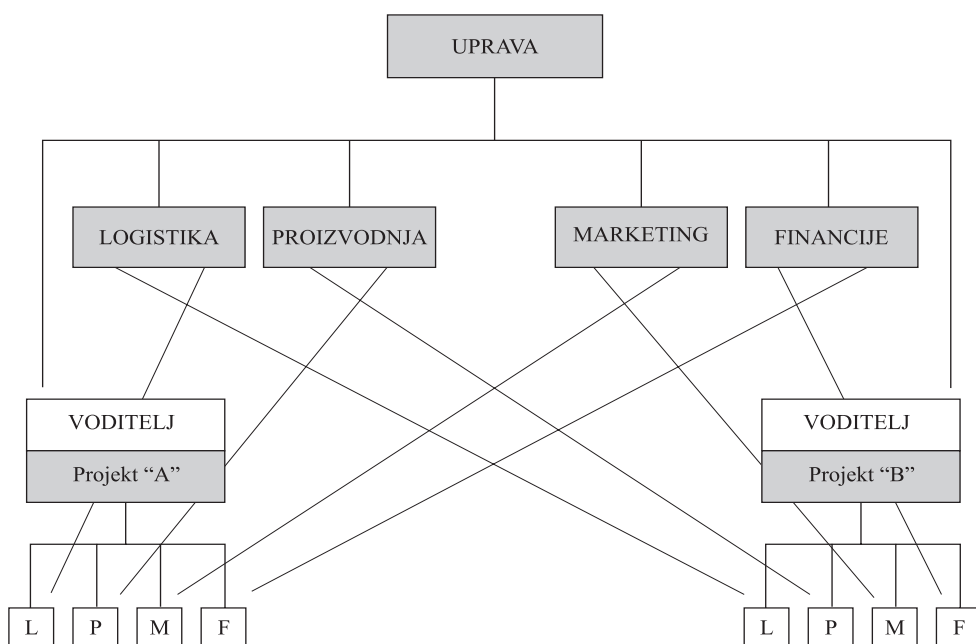 UPRAVA
LOGISTIKA
PROIZVODNJA
MARKETING
FINANCIJE
VODITELJ
Projekt “A”
VODITELJ
Projekt “B”
L
P
M
F
L
P
M
F